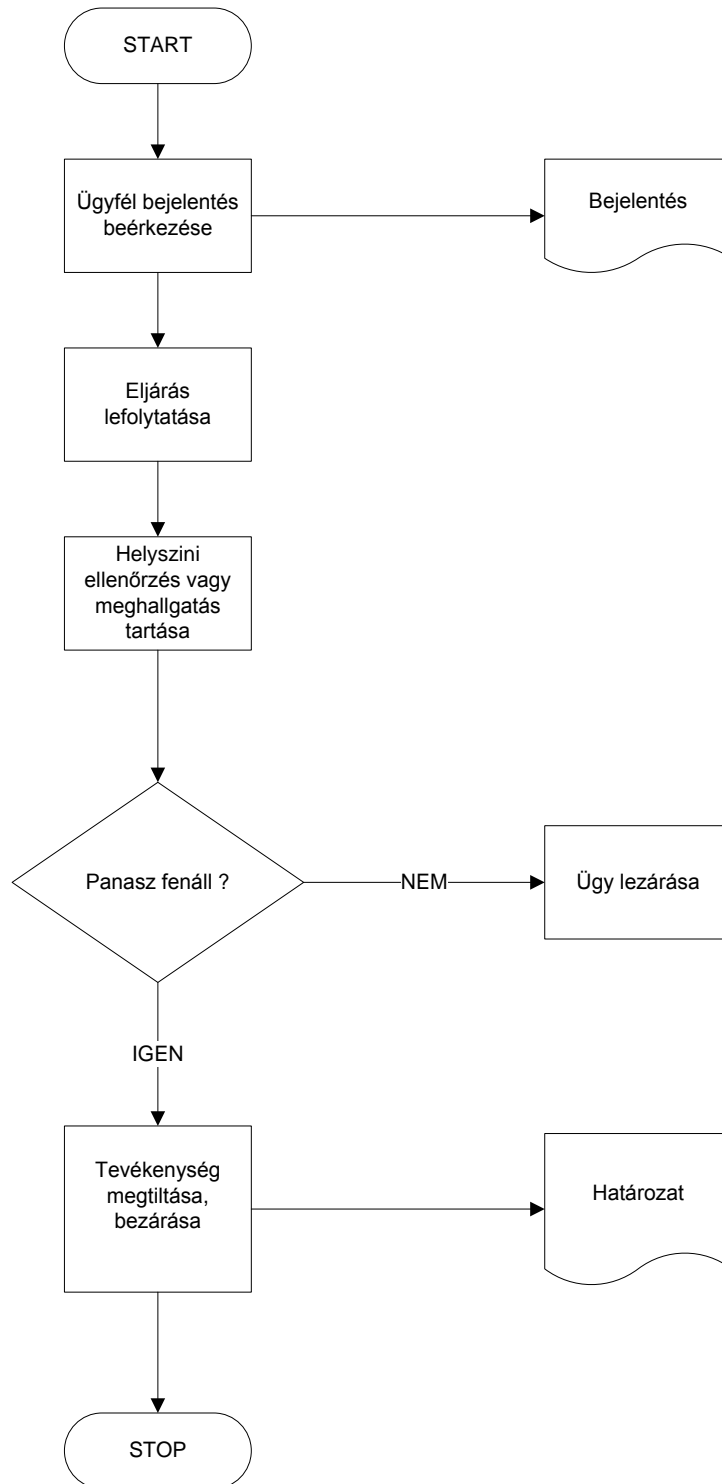 START
Ügyfél bejelentés
beérkezése
Bejelentés
Eljárás
lefolytatása
Helyszini
ellenőrzés vagy
meghallgatás
tartása
Panasz fenáll ?
NEM
Ügy lezárása
IGEN
Tevékenység
megtiltása,
bezárása
Határozat
STOP